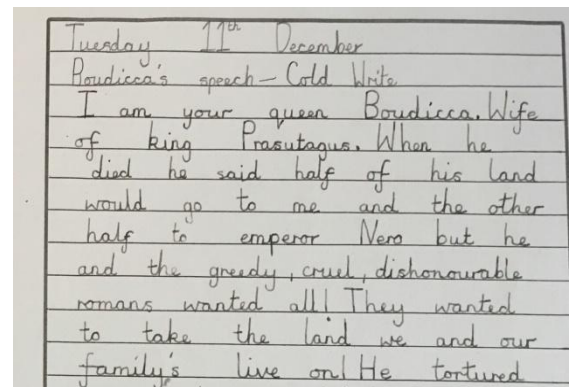 Tuesday 11th December
Boudicca's speech – Cold Write
I am your queen Boudicca. Wife
of king Prasutagus. When he
died he said half of his land
would go to me and the other
half to emperor Nero but he
and the greedy, cruel, dishonourable
romans wanted all! They wanted
to take the land we and our
family's live on! He tortured